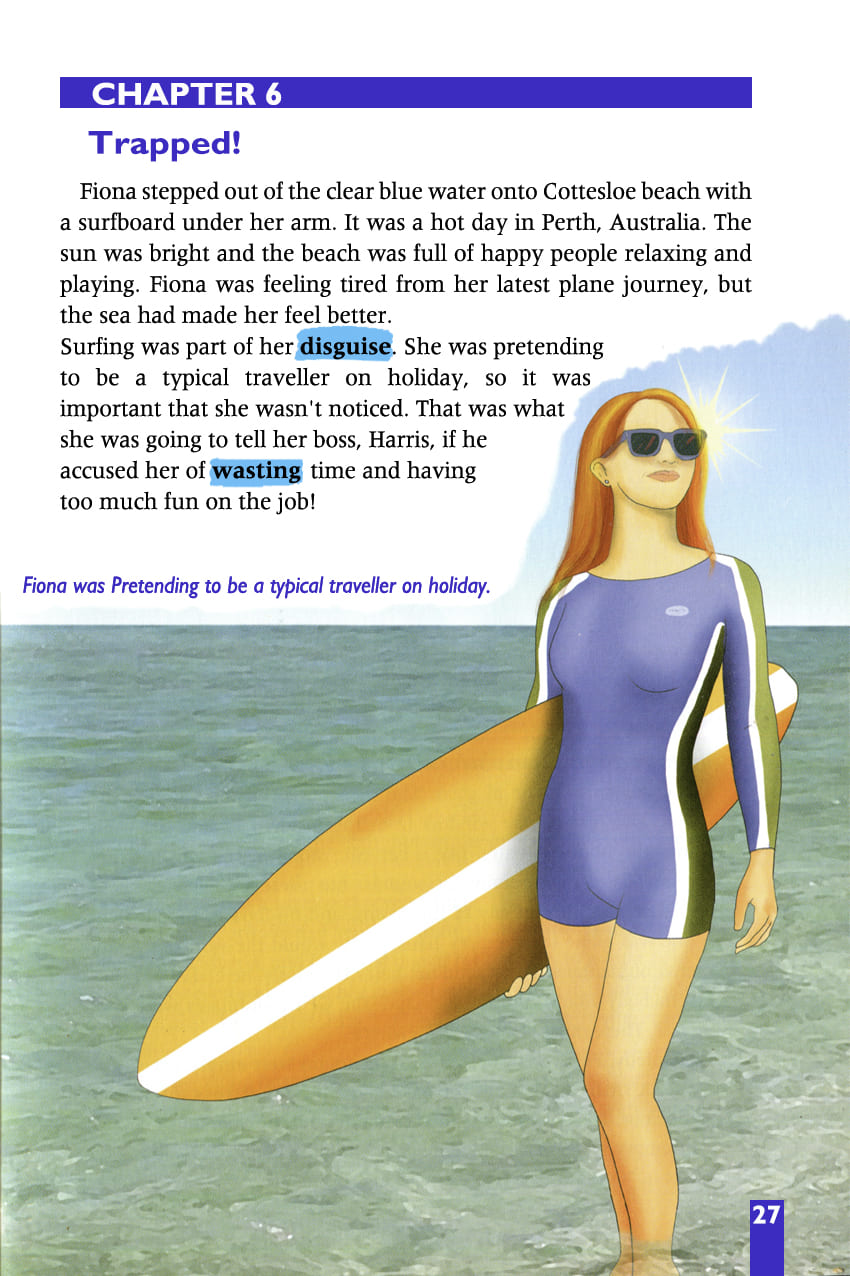 CHAPTER 6
Trapped!
Fiona stepped out of the clear blue water onto Cottesloe beach with
a surfboard under her arm. It was a hot day in Perth, Australia. The
sun was bright and the beach was full of happy people relaxing and
playing. Fiona was feeling tired from her latest plane journey, but
the sea had made her feel better.
Surfing was part of her disguise. She was pretending
to be a typical traveller on holiday, so it was
important that she wasn't noticed. That was what
she was going to tell her boss, Harris, if he
accused her of wasting time and having
too much fun on the job!
Fiona was Pretending to be a typical traveller on holiday.
27